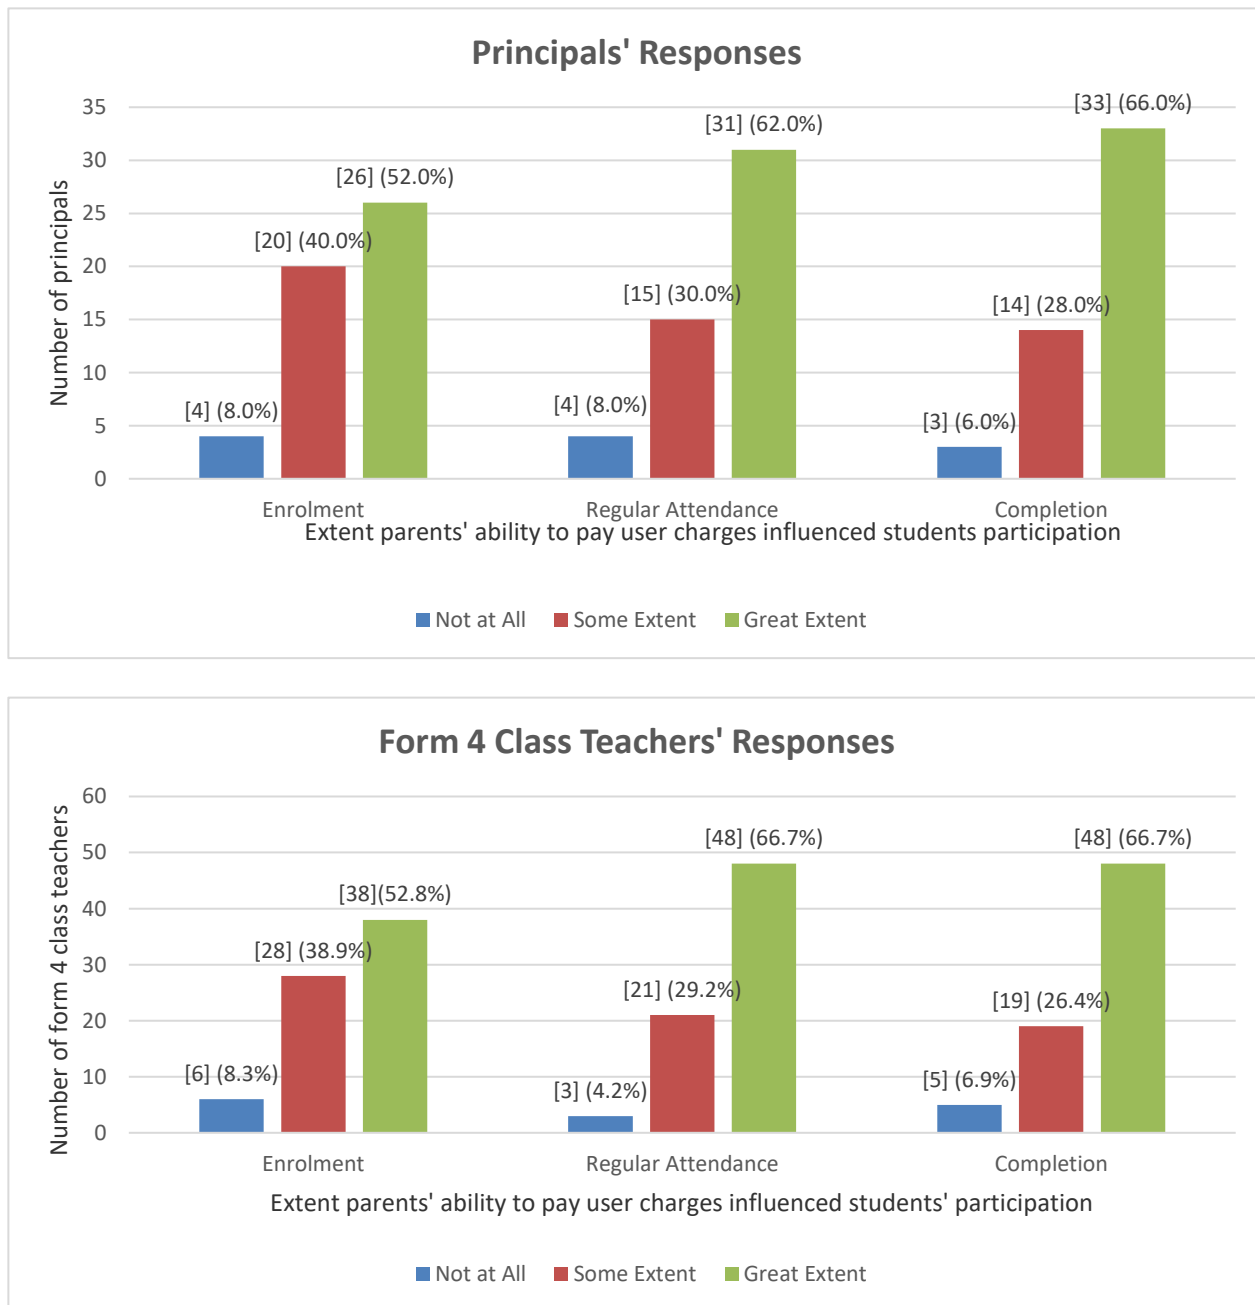 Principals' Responses
Number of principals
35
30
25
20
15
10
5
0
[4] (8.0%)
[20] (40.0%)
[26] (52.0%)
[4] (8.0%)
[15] (30.0%)
[31] (62.0%)
[3] (6.0%)
[14] (28.0%)
[33] (66.0%)
Enrolment
Regular Attendance
Completion
Extent parents' ability to pay user charges influenced students participation
Not at All
Some Extent
Great Extent
Form 4 Class Teachers' Responses
Number of form 4 class teachers
60
50
40
30
20
10
0
[6] (8.3%)
[28] (38.9%)
[38](52.8%)
[3] (4.2%)
[21] (29.2%)
[48] (66.7%)
[5] (6.9%)
[19] (26.4%)
[48] (66.7%)
Enrolment
Regular Attendance
Completion
Extent parents' ability to pay user charges influenced students' participation
Not at All
Some Extent
Great Extent